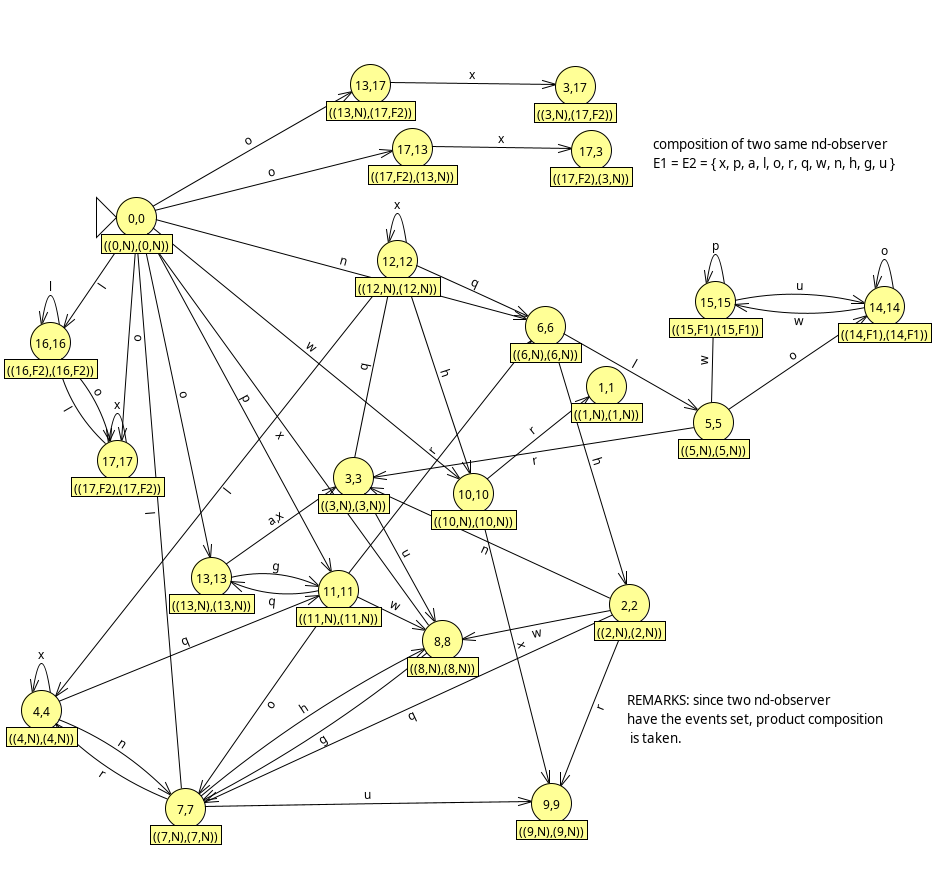 13,17
x
3,17
((13,N),(17,F2))
((3,N),(17,F2))
o
17,13
x
17,3
composition of two same nd-observer
E1 = E2 = { x, p, a, l, o, r, q, w, n, h, g, u }
((17,F2),(13,N))
((17,F2),(3,N))
o
0,0
((0,N),(0,N))
x
n
12,12
q
((12,N),(12,N))
p
o
15,15
u
14,14
w
((15,F1),(15,F1))
((14,F1),(14,F1))
l
l
16,16
((16,F2),(16,F2))
o
w
6,6
((6,N),(6,N))
l
w
o
q
h
1,1
((1,N),(1,N))
o
l
x
o
p
x
5,5
((5,N),(5,N))
r
r
r
17,17
((17,F2),(17,F2))
h
3,3
((3,N),(3,N))
10,10
((10,N),(10,N))
l
l
a,x
u
n
13,13
g
((13,N),(13,N))
q
11,11
((11,N),(11,N))
w
2,2
((2,N),(2,N))
w
q
8,8
((8,N),(8,N))
x
x
4,4
((4,N),(4,N))
o
h
q
r
n
g
REMARKS: since two nd-observer
have the events set, product composition
is taken.
r
7,7
((7,N),(7,N))
u
9,9
((9,N),(9,N))